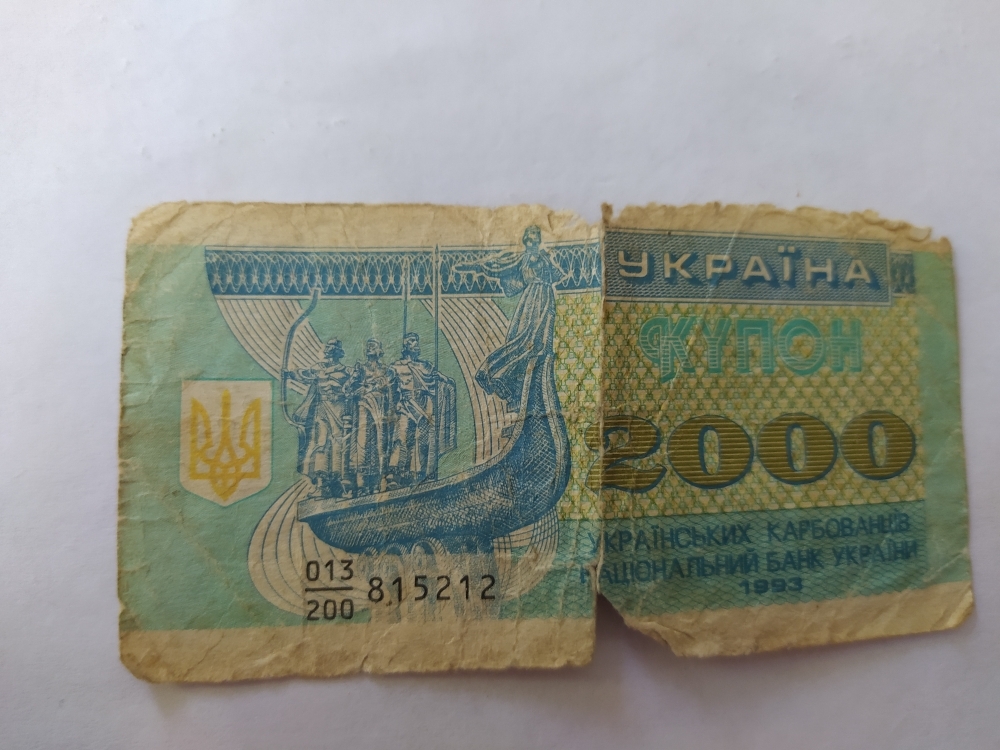 УКРАЇНА
КУПОН
2000
УКРАЇНСЬКИХ КАРБОВАНЦІВ
НАЦІОНАЛЬНИЙ БАНК УКРАЇНИ
1993
013
200
815212